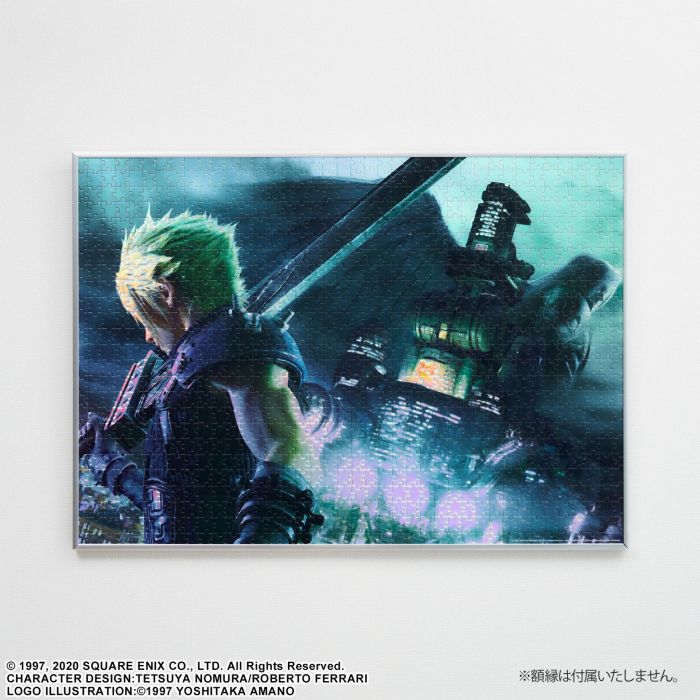 © 1997, 2020 SQUARE ENIX CO., LTD. All Rights Reserved.
CHARACTER DESIGN:TETSUYA NOMURA/ROBERTO FERRARI
LOGO ILLUSTRATION:©1997 YOSHITAKA AMANO
※額縁は付属いたしません。